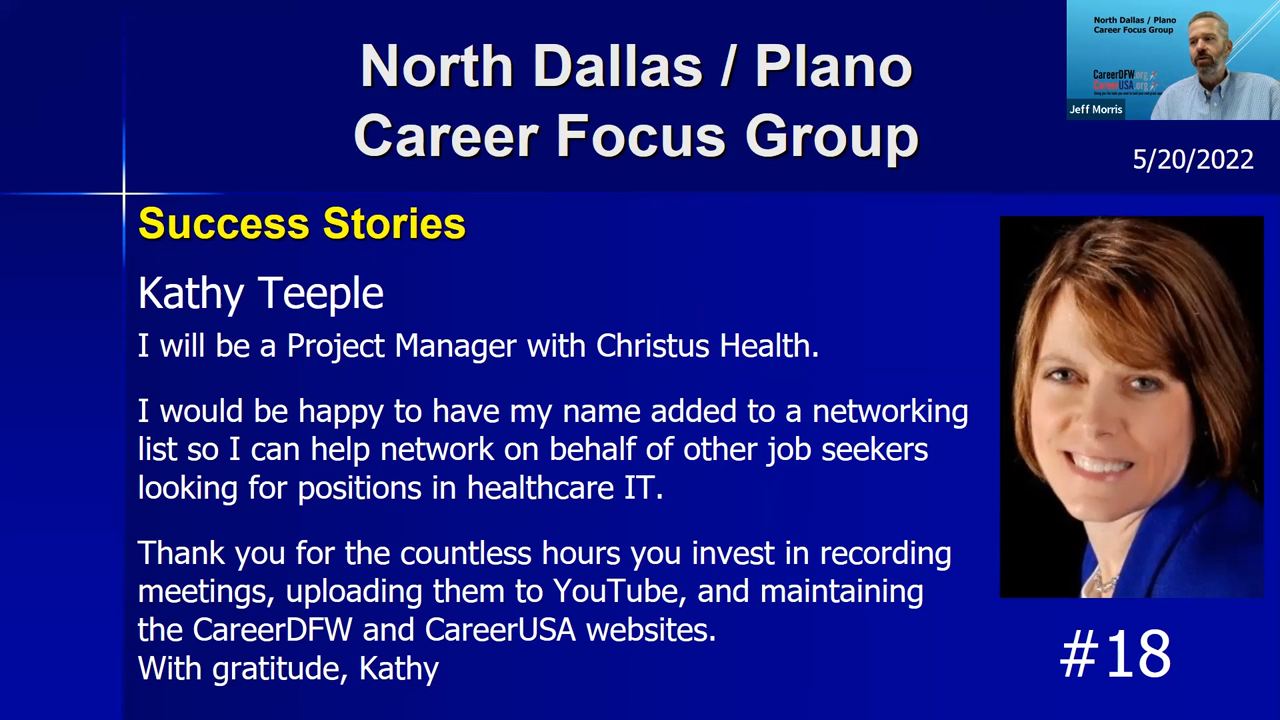 North Dallas / Plano
Career Focus Group
North Dallas / Plano
Career Focus Group
CareerDFW.org
CareerUSA.org
Jeff Morris
5/20/2022
Success Stories
Kathy Teeple
I will be a Project Manager with Christus Health.
I would be happy to have my name added to a networking
list so I can help network on behalf of other job seekers
looking for positions in healthcare IT.
Thank you for the countless hours you invest in recording
meetings, uploading them to YouTube, and maintaining
the CareerDFW and CareerUSA websites.
With gratitude, Kathy
#18